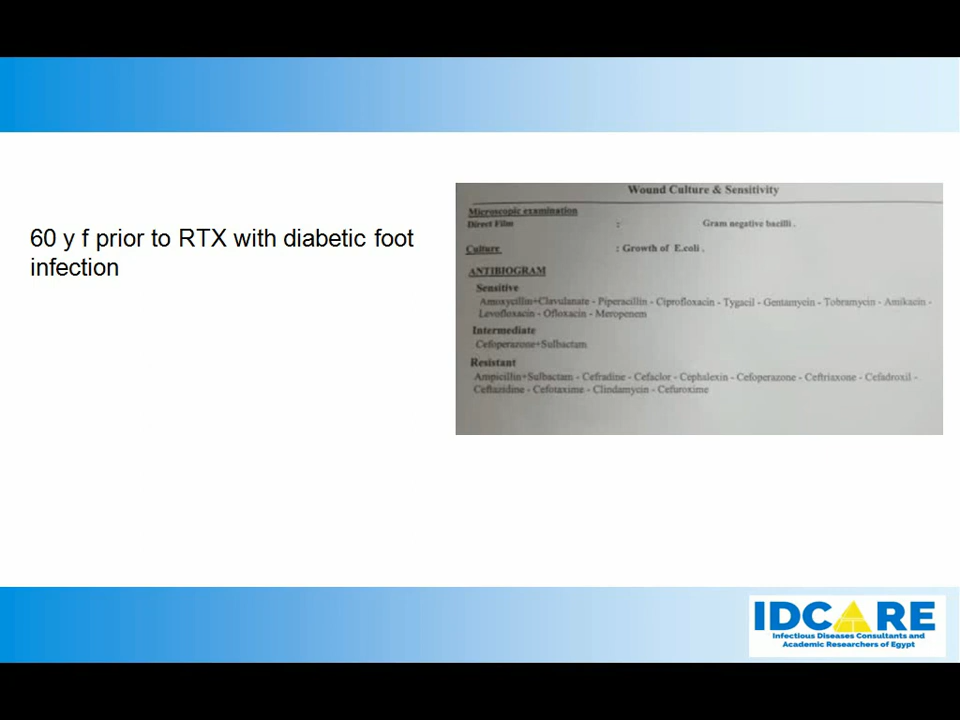 60 y f prior to RTX with diabetic foot
infection
Wound Culture & Sensitivity
Microscopic examination
Direct Film : Gram negative bacilli .
Culture : Growth of E.coli .
ANTIBIOGRAM
Sensitive
Amoxycillin+Clavulanate - Piperacillin - Ciprofloxacin - Tygacil - Gentamycin - Tobramycin - Amikacin -
Levofloxacin - Ofloxacin - Meropenem
Intermediate
Cefoperazone+Sulbactam
Resistant
Ampicillin+Sulbactam - Cefradine - Cefaclor - Cephalexin - Cefoperazone - Ceftriaxone - Cefadroxil -
Ceftazidine - Cefotaxime - Clindamycin - Cefuroxime
IDCARE
Infectious Diseases Consultants and
Academic Researchers of Egypt